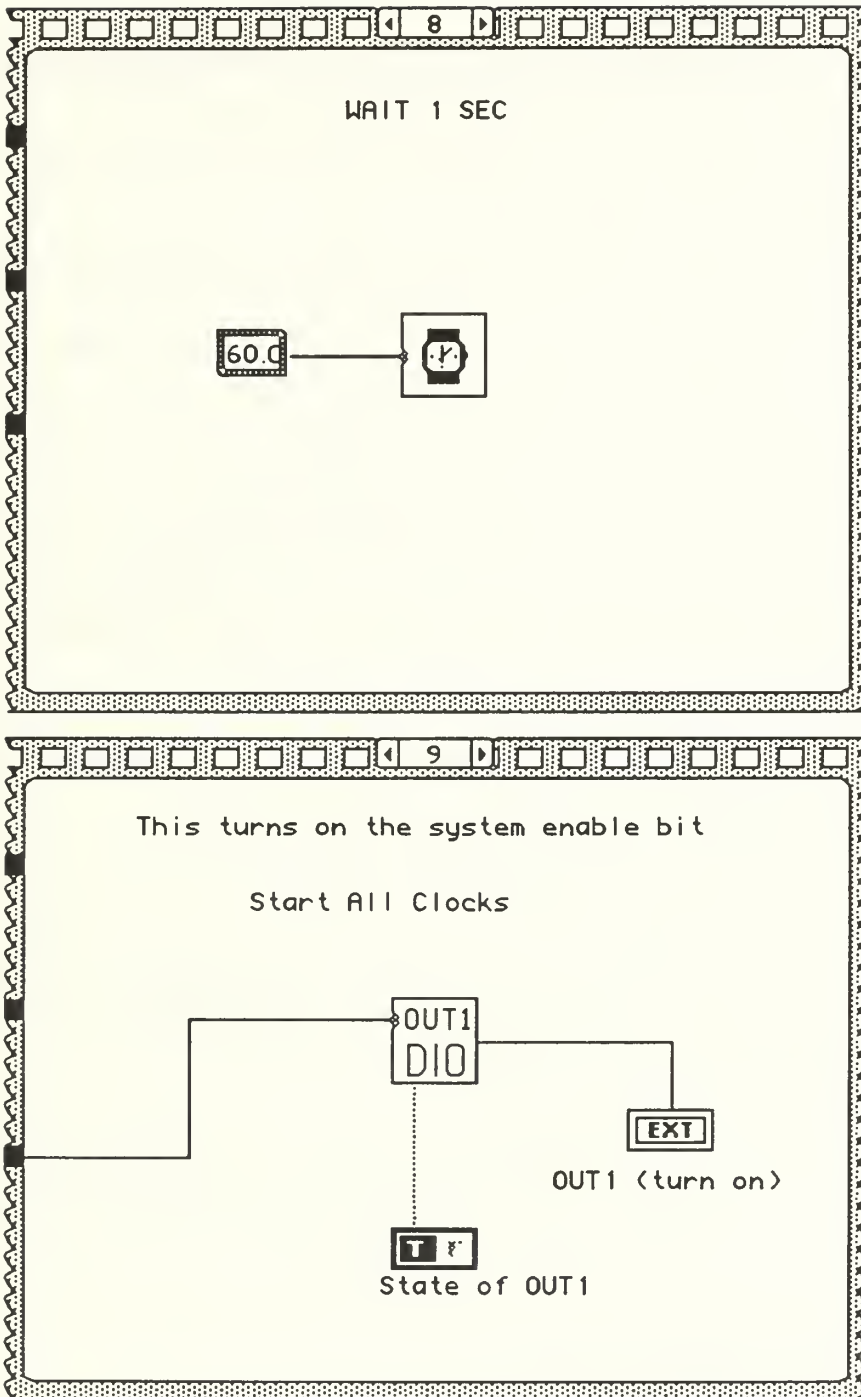 8
WAIT 1 SEC
60.0
9
This turns on the system enable bit
Start All Clocks
OUT1
DIO
EXT
OUT1 (turn on)
T F
State of OUT1